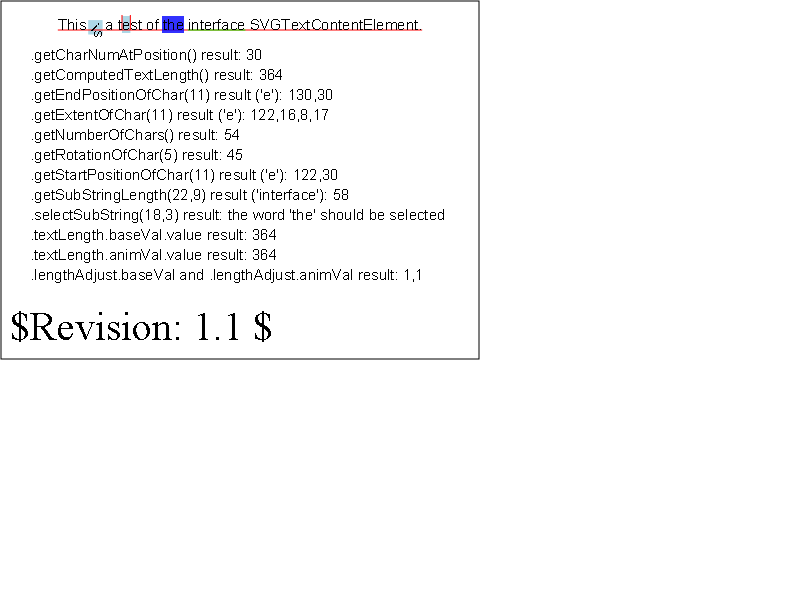 This is a test of the interface SVGTextContentElement.
.getCharNumAtPosition() result: 30
.getComputedTextLength() result: 364
.getEndPositionOfChar(11) result ('e'): 130,30
.getExtentOfChar(11) result ('e'): 122,16,8,17
.getNumberOfChars() result: 54
.getRotationOfChar(5) result: 45
.getStartPositionOfChar(11) result ('e'): 122,30
.getSubStringLength(22,9) result ('interface'): 58
.selectSubString(18,3) result: the word 'the' should be selected
.textLength.baseVal.value result: 364
.textLength.animVal.value result: 364
.lengthAdjust.baseVal and .lengthAdjust.animVal result: 1,1
$Revision: 1.1 $